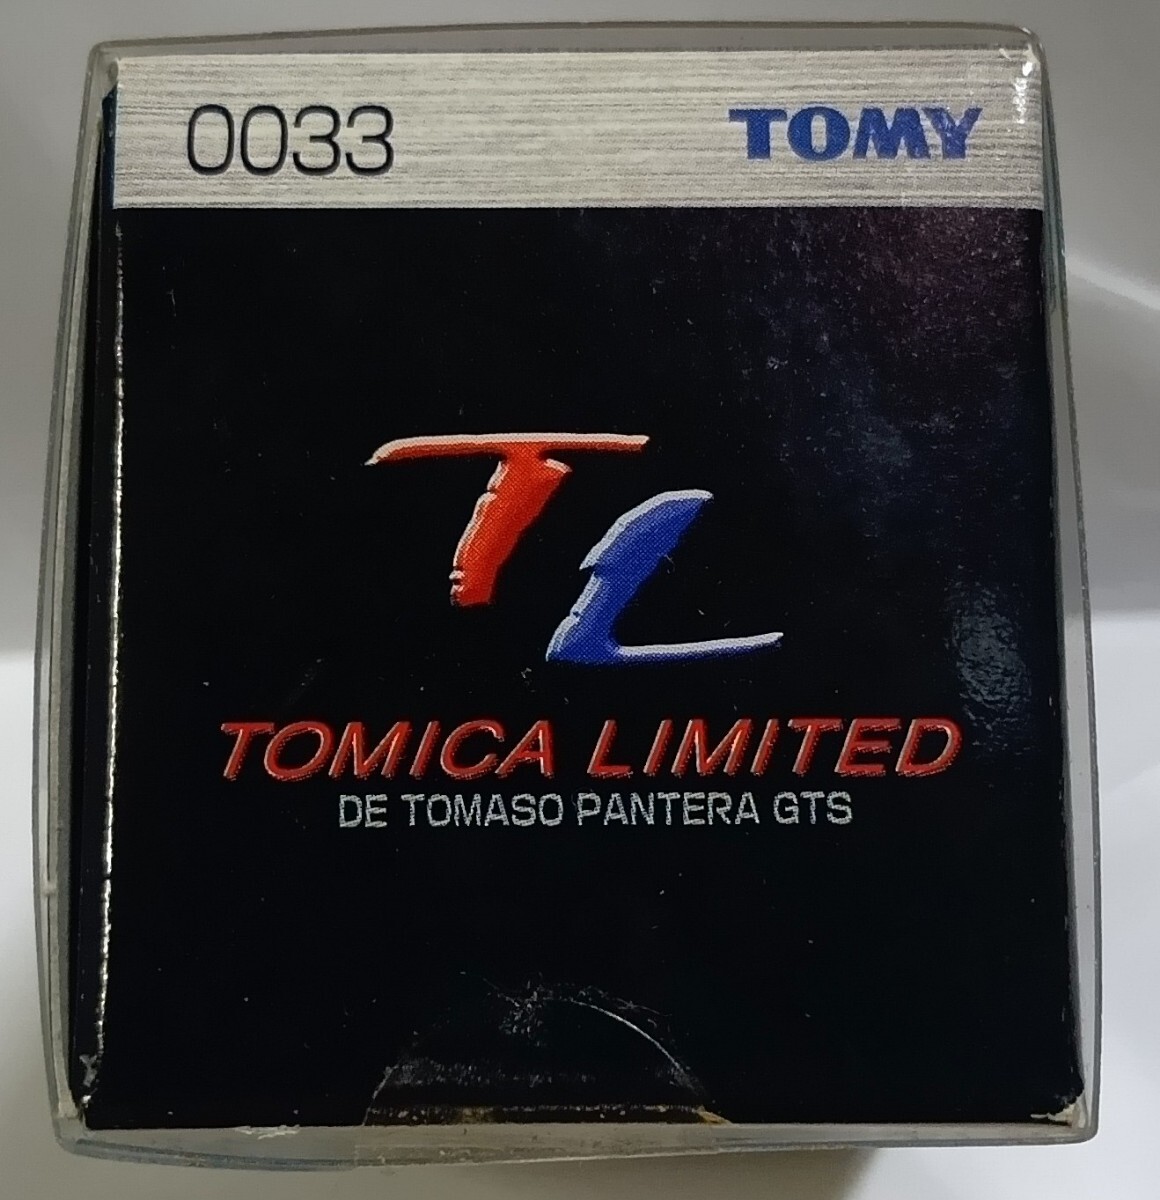 0033 TOMY
TL
TOMICA LIMITED
DE TOMASO PANTERA GTS